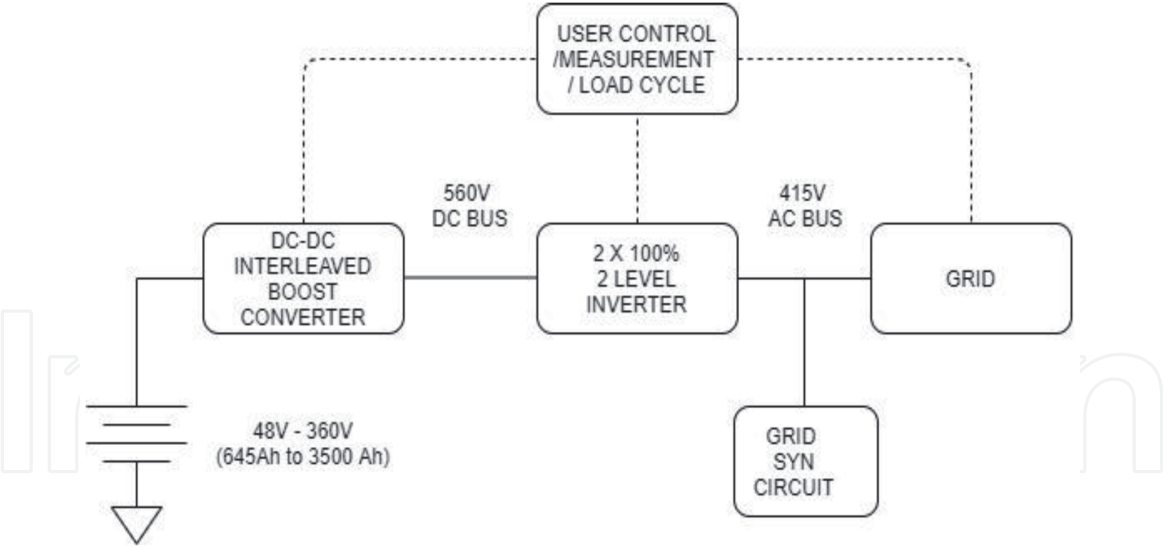 USER CONTROL
/MEASUREMENT
/ LOAD CYCLE
560V
DC BUS
415V
AC BUS
DC-DC
INTERLEAVED
BOOST
CONVERTER
2 X 100%
2 LEVEL
INVERTER
GRID
48V - 360V
(645Ah to 3500 Ah)
GRID
SYN
CIRCUIT